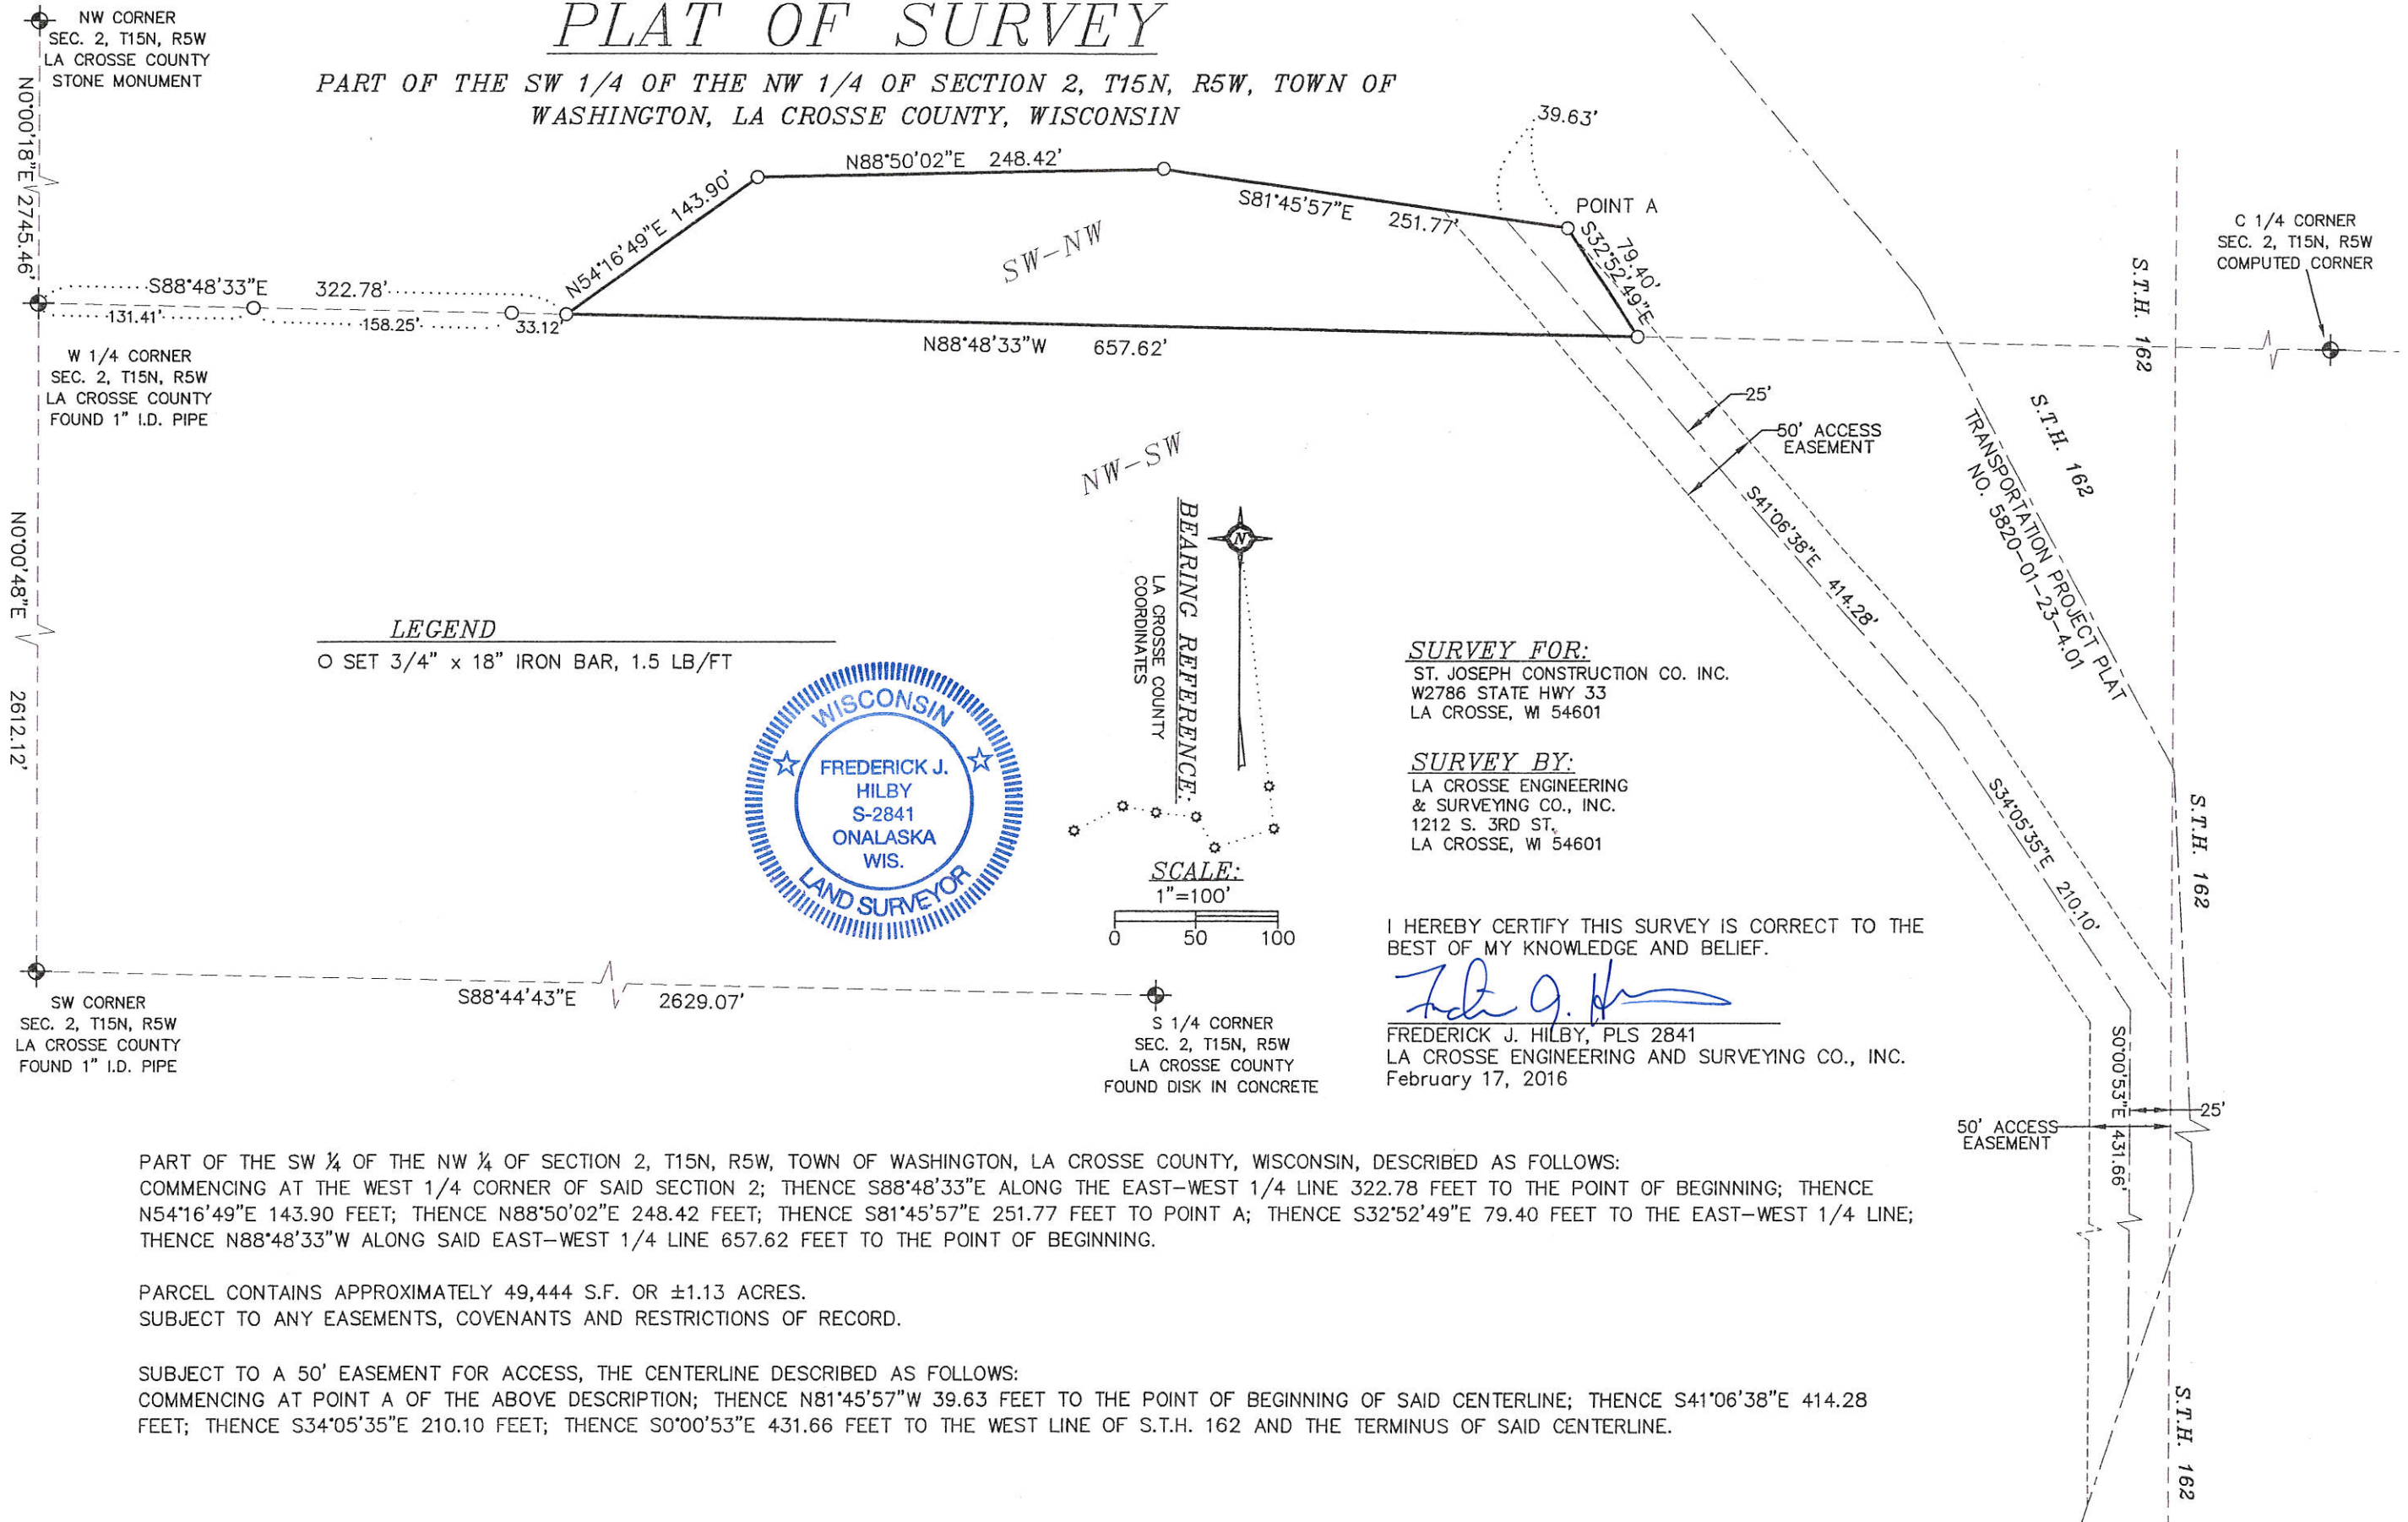 PLAT OF SURVEY
PART OF THE SW 1/4 OF THE NW 1/4 OF SECTION 2, T15N, R5W, TOWN OF
WASHINGTON, LA CROSSE COUNTY, WISCONSIN
NW CORNER
SEC. 2, T15N, R5W
LA CROSSE COUNTY
STONE MONUMENT
N0°00'18"E 2745.46'
S88°48'33"E 322.78'
131.41'
158.25'
33.12'
W 1/4 CORNER
SEC. 2, T15N, R5W
LA CROSSE COUNTY
FOUND 1" I.D. PIPE
N54°16'49"E 143.90'
N88°50'02"E 248.42'
S81°45'57"E 251.77'
39.63'
POINT A
79.40'
S32°52'49"E
N88°48'33"W 657.62'
SW-NW
NW-SW
C 1/4 CORNER
SEC. 2, T15N, R5W
COMPUTED CORNER
S.T.H. 162
S.T.H. 162
TRANSPORTATION PROJECT PLAT
NO. 5820-01-23-4.01
25'
50' ACCESS
EASEMENT
S41°06'38"E 414.28'
S34°05'35"E 210.10'
S.T.H. 162
S0°00'53"E 431.66'
25'
50' ACCESS
EASEMENT
S.T.H. 162
N0°00'48"E 2612.12'
LEGEND
O SET 3/4" x 18" IRON BAR, 1.5 LB/FT
WISCONSIN
FREDERICK J.
HILBY
S-2841
ONALASKA
WIS.
LAND SURVEYOR
N
BEARING REFERENCE:
LA CROSSE COUNTY
COORDINATES
SCALE:
1"=100'
0 50 100
SURVEY FOR:
ST. JOSEPH CONSTRUCTION CO. INC.
W2786 STATE HWY 33
LA CROSSE, WI 54601
SURVEY BY:
LA CROSSE ENGINEERING
& SURVEYING CO., INC.
1212 S. 3RD ST.
LA CROSSE, WI 54601
I HEREBY CERTIFY THIS SURVEY IS CORRECT TO THE
BEST OF MY KNOWLEDGE AND BELIEF.
FREDERICK J. HILBY, PLS 2841
LA CROSSE ENGINEERING AND SURVEYING CO., INC.
February 17, 2016
SW CORNER
SEC. 2, T15N, R5W
LA CROSSE COUNTY
FOUND 1" I.D. PIPE
S88°44'43"E 2629.07'
S 1/4 CORNER
SEC. 2, T15N, R5W
LA CROSSE COUNTY
FOUND DISK IN CONCRETE
PART OF THE SW ¼ OF THE NW ¼ OF SECTION 2, T15N, R5W, TOWN OF WASHINGTON, LA CROSSE COUNTY, WISCONSIN, DESCRIBED AS FOLLOWS:
COMMENCING AT THE WEST 1/4 CORNER OF SAID SECTION 2; THENCE S88°48'33"E ALONG THE EAST-WEST 1/4 LINE 322.78 FEET TO THE POINT OF BEGINNING; THENCE
N54°16'49"E 143.90 FEET; THENCE N88°50'02"E 248.42 FEET; THENCE S81°45'57"E 251.77 FEET TO POINT A; THENCE S32°52'49"E 79.40 FEET TO THE EAST-WEST 1/4 LINE;
THENCE N88°48'33"W ALONG SAID EAST-WEST 1/4 LINE 657.62 FEET TO THE POINT OF BEGINNING.
PARCEL CONTAINS APPROXIMATELY 49,444 S.F. OR ±1.13 ACRES.
SUBJECT TO ANY EASEMENTS, COVENANTS AND RESTRICTIONS OF RECORD.
SUBJECT TO A 50' EASEMENT FOR ACCESS, THE CENTERLINE DESCRIBED AS FOLLOWS:
COMMENCING AT POINT A OF THE ABOVE DESCRIPTION; THENCE N81°45'57"W 39.63 FEET TO THE POINT OF BEGINNING OF SAID CENTERLINE; THENCE S41°06'38"E 414.28
FEET; THENCE S34°05'35"E 210.10 FEET; THENCE S0°00'53"E 431.66 FEET TO THE WEST LINE OF S.T.H. 162 AND THE TERMINUS OF SAID CENTERLINE.